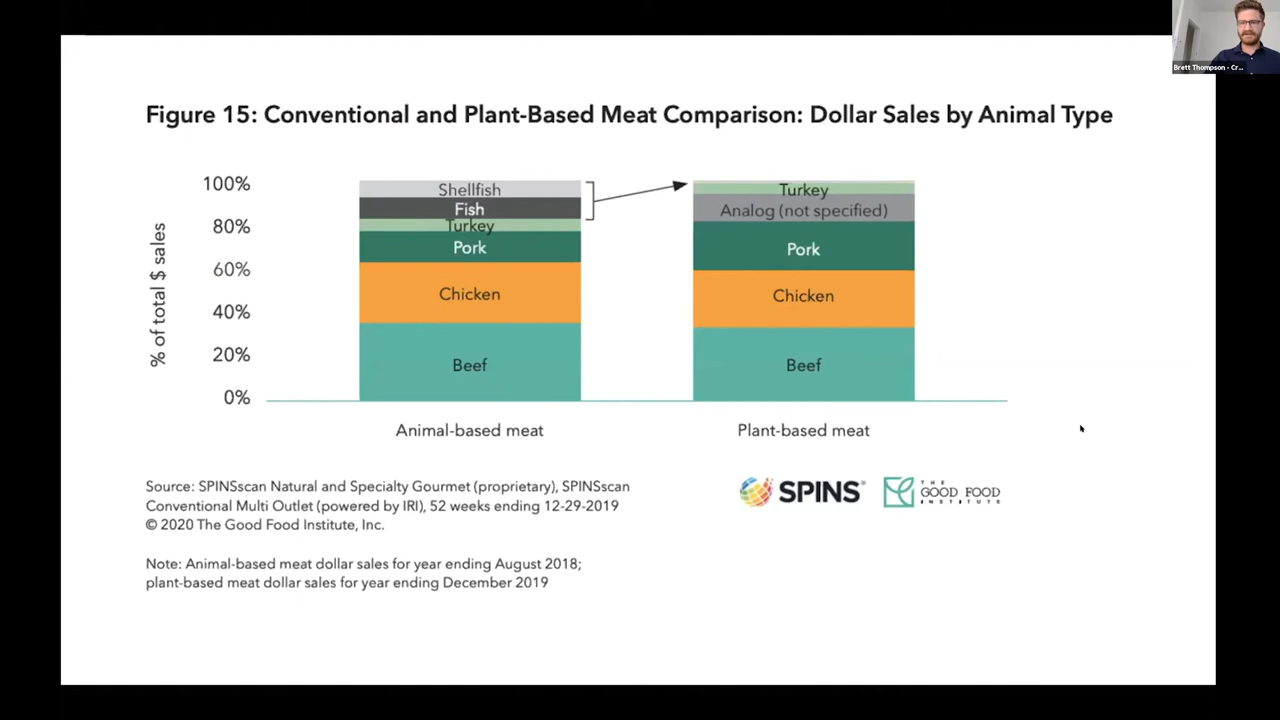 Brett Thompson - Cr...
Figure 15: Conventional and Plant-Based Meat Comparison: Dollar Sales by Animal Type
% of total $ sales
100%
80%
60%
40%
20%
0%
Shellfish
Fish
Turkey
Pork
Chicken
Beef
Turkey
Analog (not specified)
Pork
Chicken
Beef
Animal-based meat
Plant-based meat
Source: SPINSscan Natural and Specialty Gourmet (proprietary), SPINSscan
Conventional Multi Outlet (powered by IRI), 52 weeks ending 12-29-2019
© 2020 The Good Food Institute, Inc.
SPINS®
THE
GOOD FOOD
INSTITUTE
Note: Animal-based meat dollar sales for year ending August 2018;
plant-based meat dollar sales for year ending December 2019